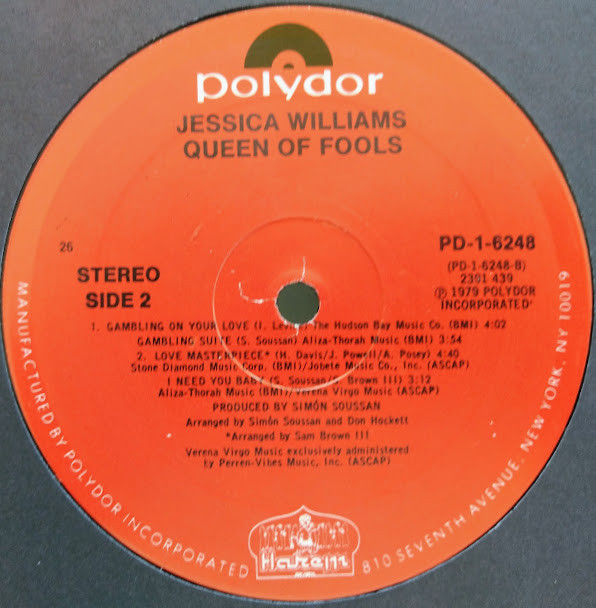 polydor
JESSICA WILLIAMS
QUEEN OF FOOLS
26
STEREO
SIDE 2
PD-1-6248
(PD-1-6248-B)
2391 439
Ⓟ 1979 POLYDOR
INCORPORATED
1. GAMBLING ON YOUR LOVE (I. The Hudson Bay Music Co. (BMI) 4:02
GAMBLING SUITE (S. Soussan) Aliza-Thorah Music (BMI) 3:54
2. LOVE MASTERPIECE* (H. Davis/J. Powell/A. Posey) 4:40
Stone Diamond Music Corp. (BMI)/Jobete Music Co., Inc. (ASCAP)
I NEED YOU BABY (S. Soussan/S. Brown III) 3:12
Aliza-Thorah Music (BMI)/Verena Virgo Music (ASCAP)
PRODUCED BY SIMÓN SOUSSAN
Arranged by Simón Soussan and Don Hockett
*Arranged by Sam Brown III
Verena Virgo Music exclusively administered
by Perren-Vibes Music, Inc. (ASCAP)
Harem
MANUFACTURED BY POLYDOR INCORPORATED 810 SEVENTH AVENUE, NEW YORK, NY 10019